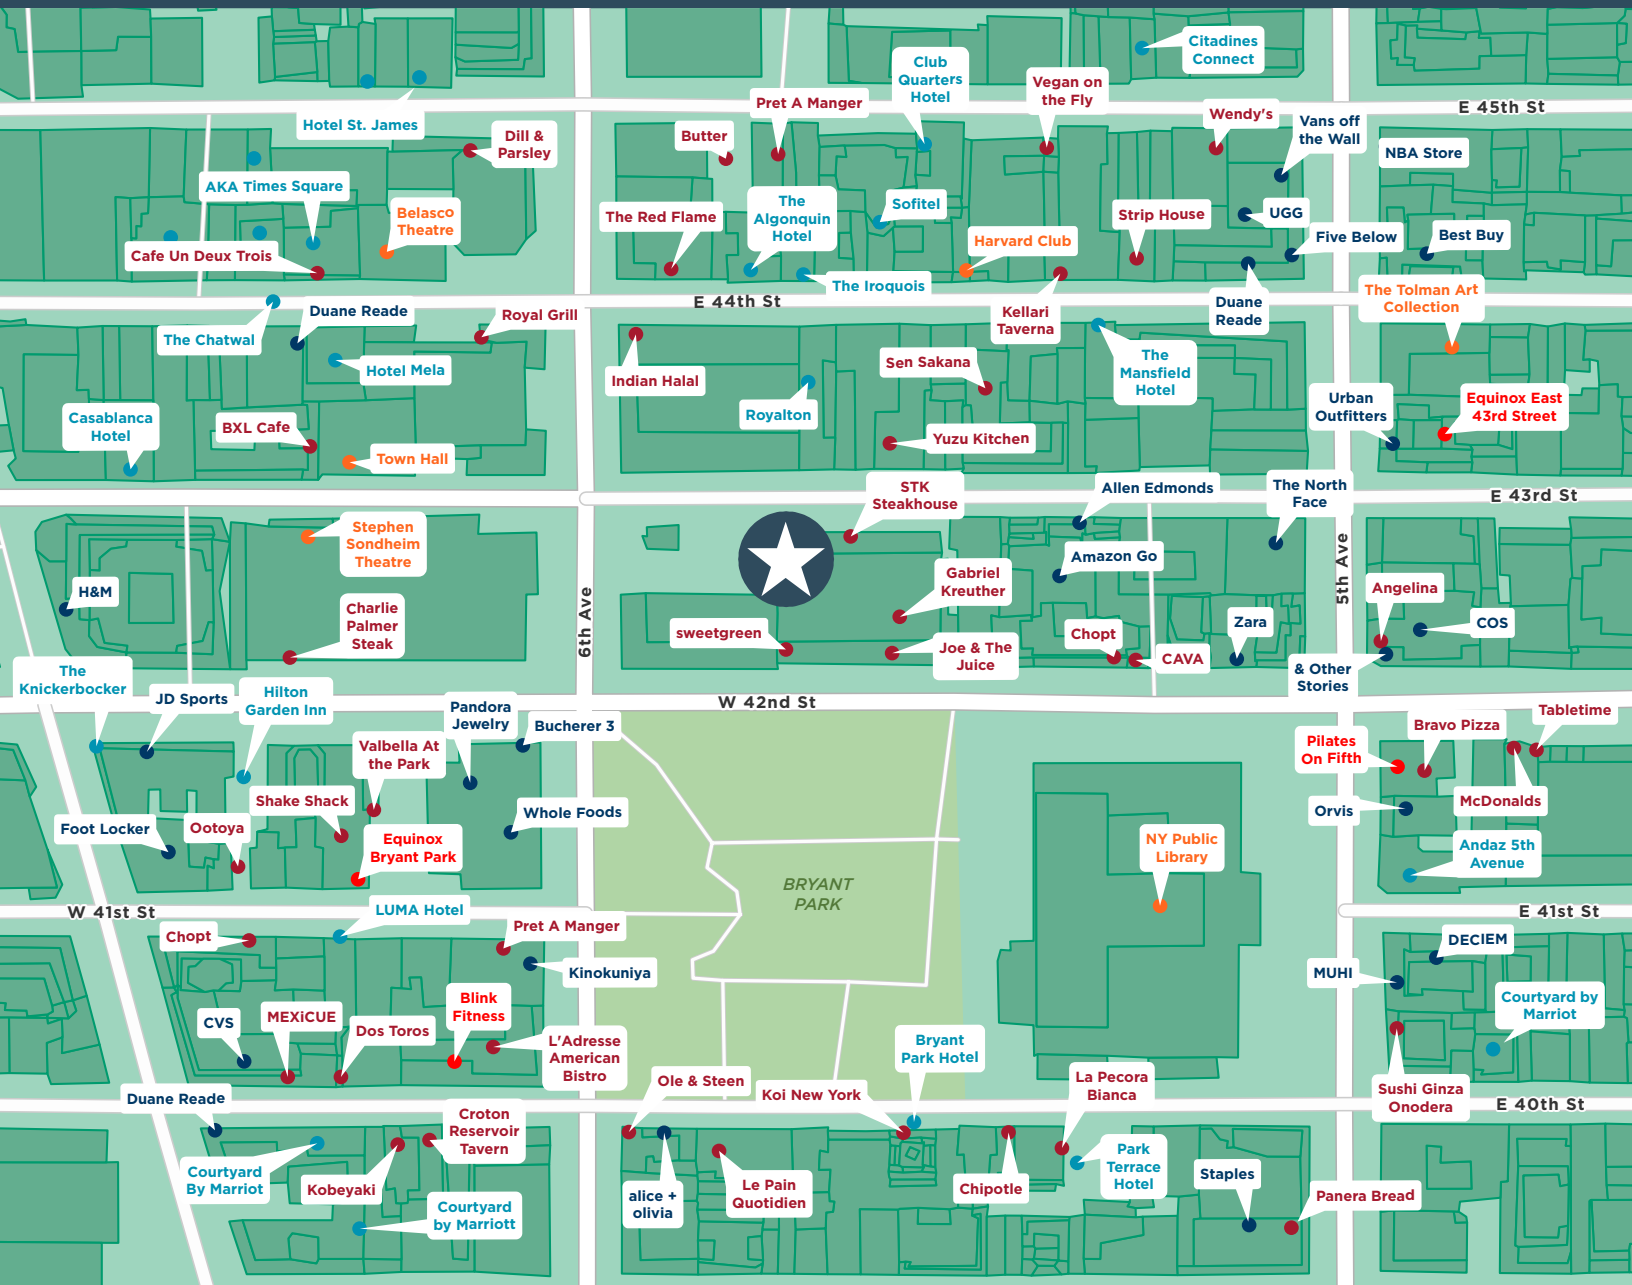 Citadines
Connect
Club
Quarters
Hotel
Vegan on
the Fly
Pret A Manger
E 45th St
Wendy's
Vans off
the Wall
Hotel St. James
Dill &
Parsley
Butter
NBA Store
AKA Times Square
Belasco
Theatre
The Red Flame
The
Algonquin
Hotel
Sofitel
Strip House
UGG
Five Below
Best Buy
Harvard Club
Cafe Un Deux Trois
The Iroquois
E 44th St
The Tolman Art
Collection
Duane Reade
Royal Grill
Kellari
Taverna
Duane
Reade
The Chatwal
Hotel Mela
Indian Halal
Sen Sakana
The
Mansfield
Hotel
Royalton
Urban
Outfitters
Equinox East
43rd Street
Casablanca
Hotel
BXL Cafe
Town Hall
Yuzu Kitchen
STK
Steakhouse
Allen Edmonds
The North
Face
E 43rd St
Stephen
Sondheim
Theatre
Amazon Go
5th Ave
6th Ave
H&M
Gabriel
Kreuther
Angelina
Charlie
Palmer
Steak
sweetgreen
Chopt
Zara
COS
Joe & The
Juice
CAVA
& Other
Stories
The
Knickerbocker
JD Sports
Hilton
Garden Inn
W 42nd St
Pandora
Jewelry
Bucherer 3
Tabletime
Bravo Pizza
Pilates
On Fifth
Valbella At
the Park
Shake Shack
McDonalds
Whole Foods
Orvis
Foot Locker
Ootoya
Equinox
Bryant Park
NY Public
Library
Andaz 5th
Avenue
BRYANT
PARK
W 41st St
LUMA Hotel
E 41st St
Chopt
Pret A Manger
DECIEM
Kinokuniya
MUHI
Blink
Fitness
Courtyard by
Marriot
CVS
MEXiCUE
Dos Toros
L'Adresse
American
Bistro
Bryant
Park Hotel
Ole & Steen
Koi New York
La Pecora
Bianca
Sushi Ginza
Onodera
E 40th St
Duane Reade
Croton
Reservoir
Tavern
Courtyard
By Marriot
Kobeyaki
Park
Terrace
Hotel
Staples
alice +
olivia
Le Pain
Quotidien
Chipotle
Panera Bread
Courtyard
by Marriott